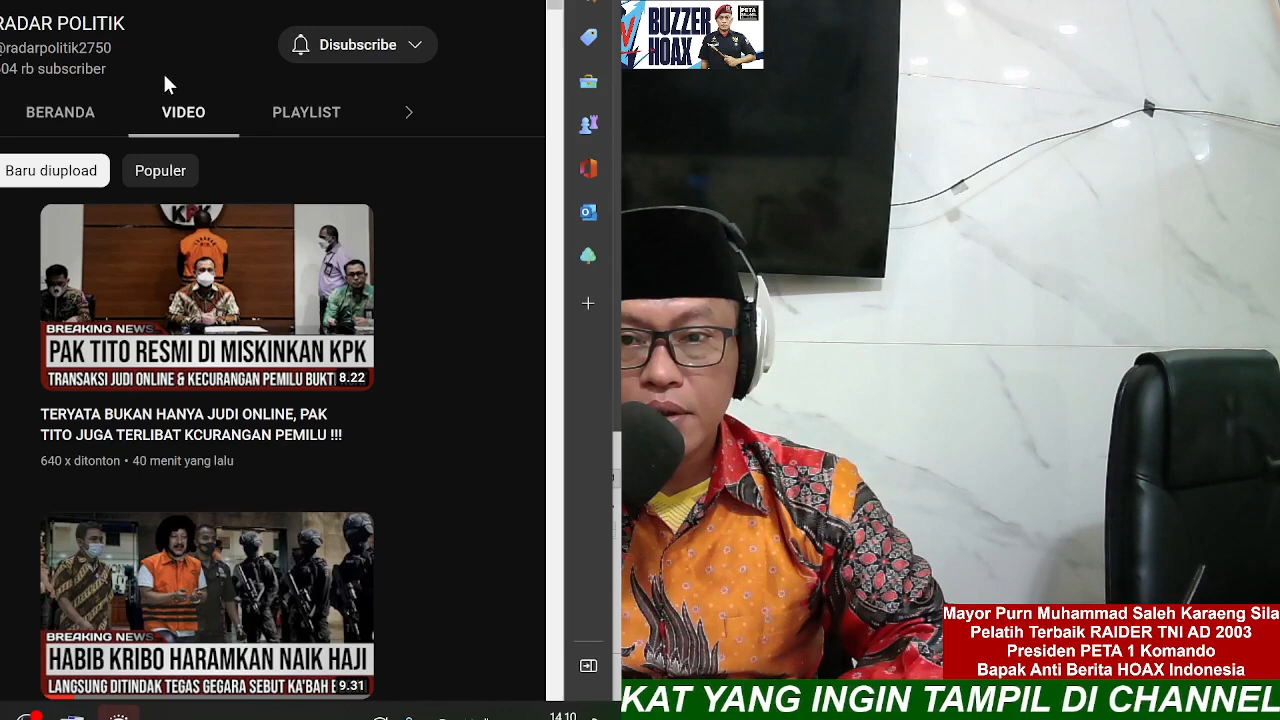 RADAR POLITIK
@radarpolitik2750
604 rb subscriber
Disubscribe
BERANDA
VIDEO
PLAYLIST
Baru diupload
Populer
KPK
BREAKING NEWS
PAK TITO RESMI DI MISKINKAN KPK
TRANSAKSI JUDI ONLINE & KECURANGAN PEMILU BUKTI
8.22
TERYATA BUKAN HANYA JUDI ONLINE, PAK
TITO JUGA TERLIBAT KCURANGAN PEMILU !!!
640 x ditonton • 40 menit yang lalu
BREAKING NEWS
HABIB KRIBO HARAMKAN NAIK HAJI
LANGSUNG DITINDAK TEGAS GEGARA SEBUT KA'BAH
9.31
14.10
BUZZER
HOAX
PETA
Mayor Purn Muhammad Saleh Karaeng Sila
Pelatih Terbaik RAIDER TNI AD 2003
Presiden PETA 1 Komando
Bapak Anti Berita HOAX Indonesia
KAT YANG INGIN TAMPIL DI CHANNEL